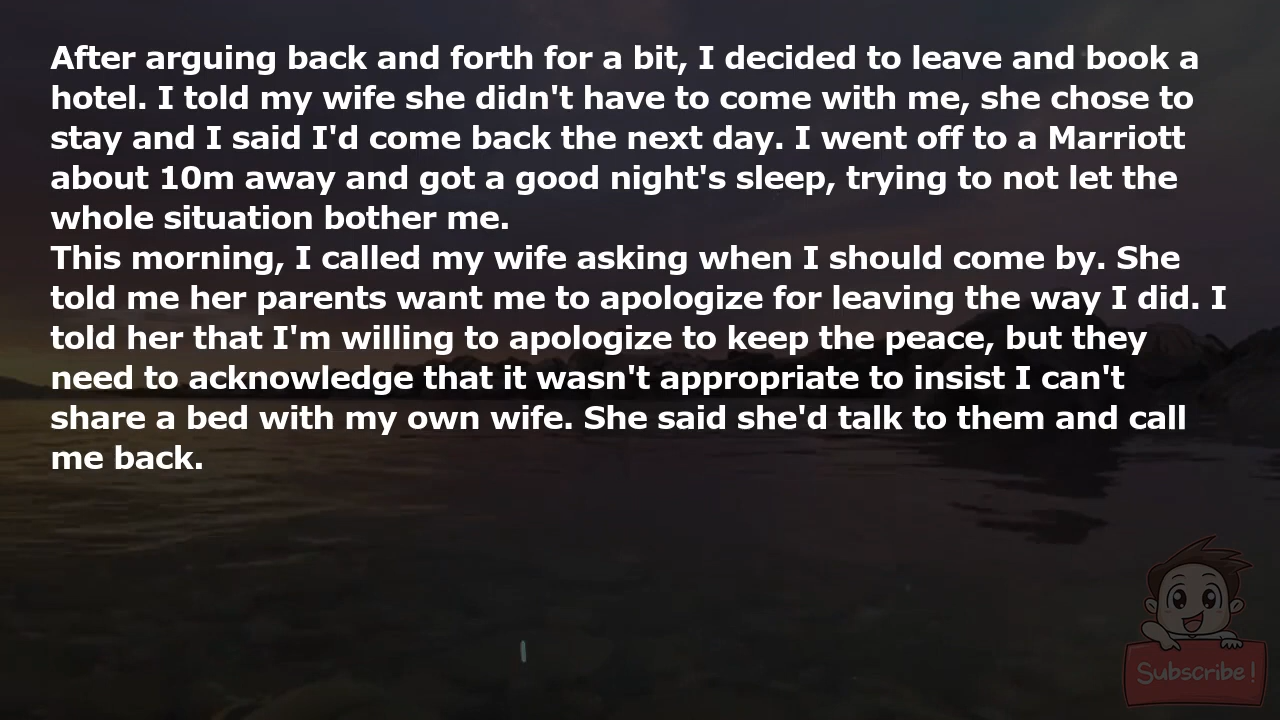 After arguing back and forth for a bit, I decided to leave and book a
hotel. I told my wife she didn't have to come with me, she chose to
stay and I said I'd come back the next day. I went off to a Marriott
about 10m away and got a good night's sleep, trying to not let the
whole situation bother me.
This morning, I called my wife asking when I should come by. She
told me her parents want me to apologize for leaving the way I did. I
told her that I'm willing to apologize to keep the peace, but they
need to acknowledge that it wasn't appropriate to insist I can't
share a bed with my own wife. She said she'd talk to them and call
me back.
Subscribe!